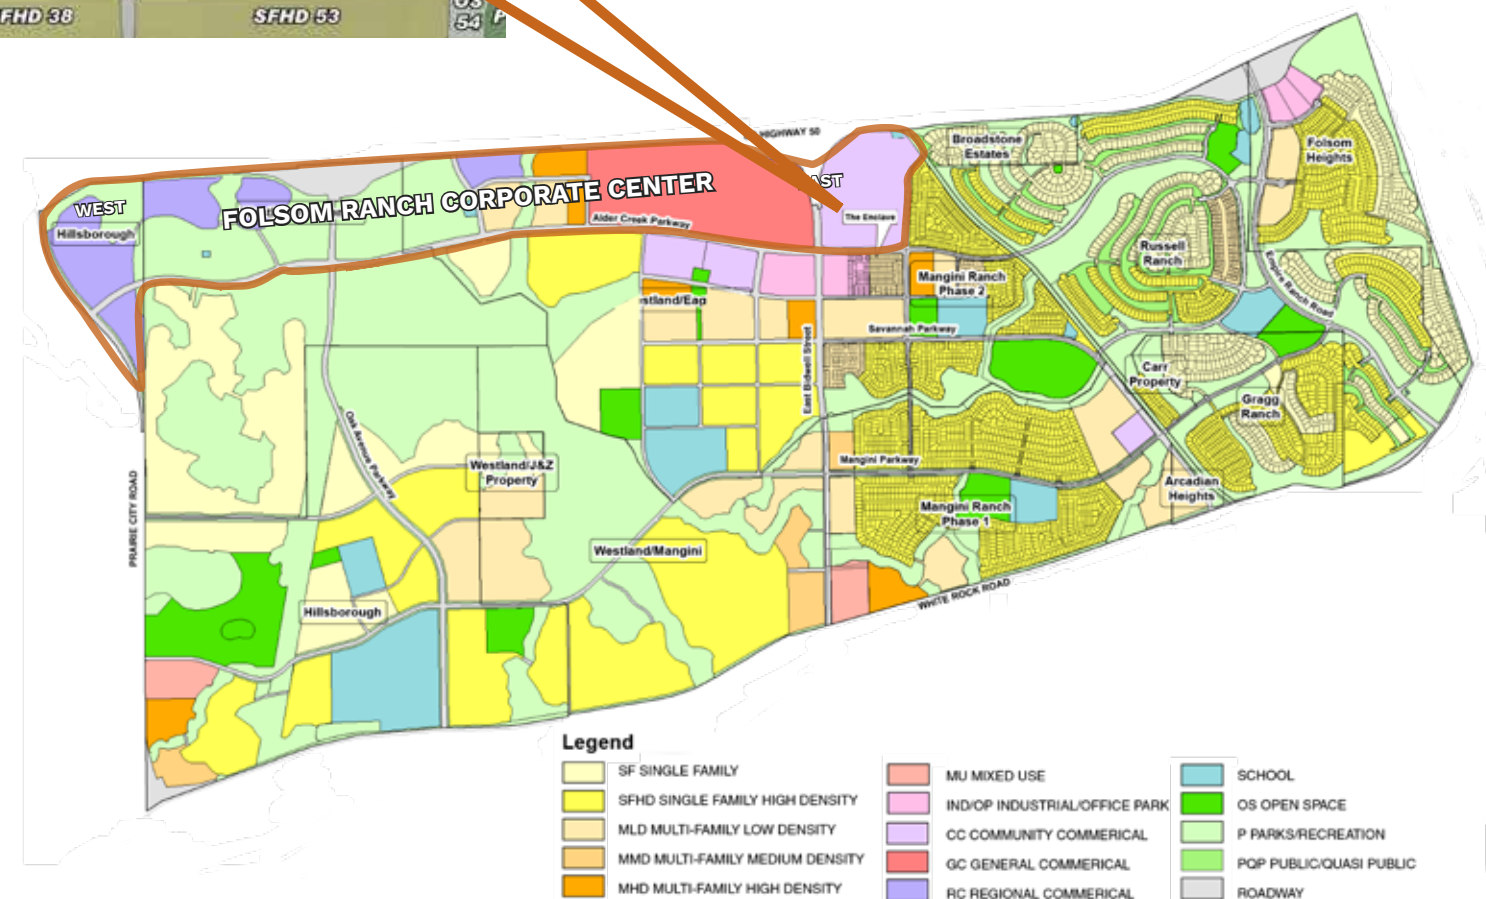 FHD 38
SFHD 53
54
P
HIGHWAY 50
Broadstone
Estates
Folsom
Heights
WEST
FOLSOM RANCH CORPORATE CENTER
AST
Hillsborough
Alder Creek Parkway
The Enclave
Russell
Ranch
Mangini Ranch
Phase 2
Empire Ranch Road
stland/Eag
Savannah Parkway
East Bidwell Street
Carr
Property
Gragg
Ranch
Oak Avenue Parkway
Westland/J&Z
Property
Mangini Parkway
Arcadian
Heights
PRAIRIE CITY ROAD
Mangini Ranch
Phase 1
Westland/Mangini
Hillsborough
WHITE ROCK ROAD
Legend
SF SINGLE FAMILY
SFHD SINGLE FAMILY HIGH DENSITY
MLD MULTI-FAMILY LOW DENSITY
MMD MULTI-FAMILY MEDIUM DENSITY
MHD MULTI-FAMILY HIGH DENSITY
MU MIXED USE
IND/OP INDUSTRIAL/OFFICE PARK
CC COMMUNITY COMMERICAL
GC GENERAL COMMERICAL
RC REGIONAL COMMERICAL
SCHOOL
OS OPEN SPACE
P PARKS/RECREATION
PQP PUBLIC/QUASI PUBLIC
ROADWAY